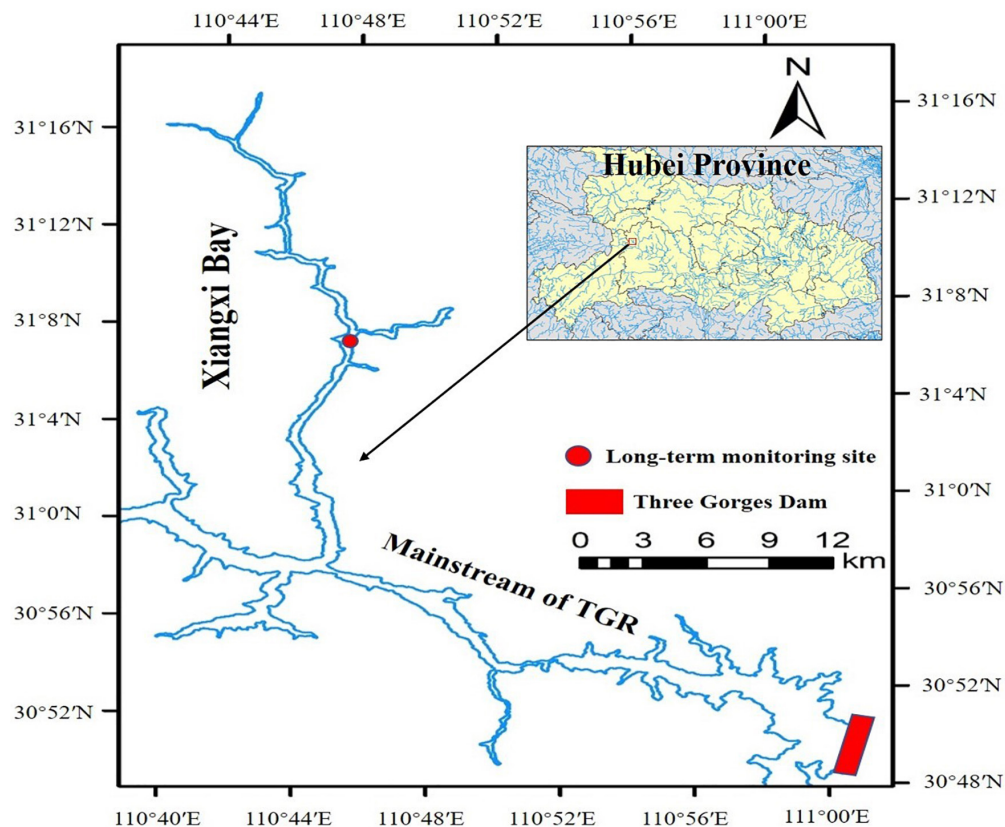 110°44′E 110°48′E 110°52′E 110°56′E 111°00′E
N
31°16′N
31°16′N
Hubei Province
31°12′N
31°12′N
Xiangxi Bay
31°8′N
31°8′N
31°4′N
31°4′N
Long-term monitoring site
31°0′N
Three Gorges Dam
31°0′N
0 3 6 9 12
km
Mainstream of TGR
30°56′N
30°56′N
30°52′N
30°52′N
30°48′N
110°40′E 110°44′E 110°48′E 110°52′E 110°56′E 111°00′E